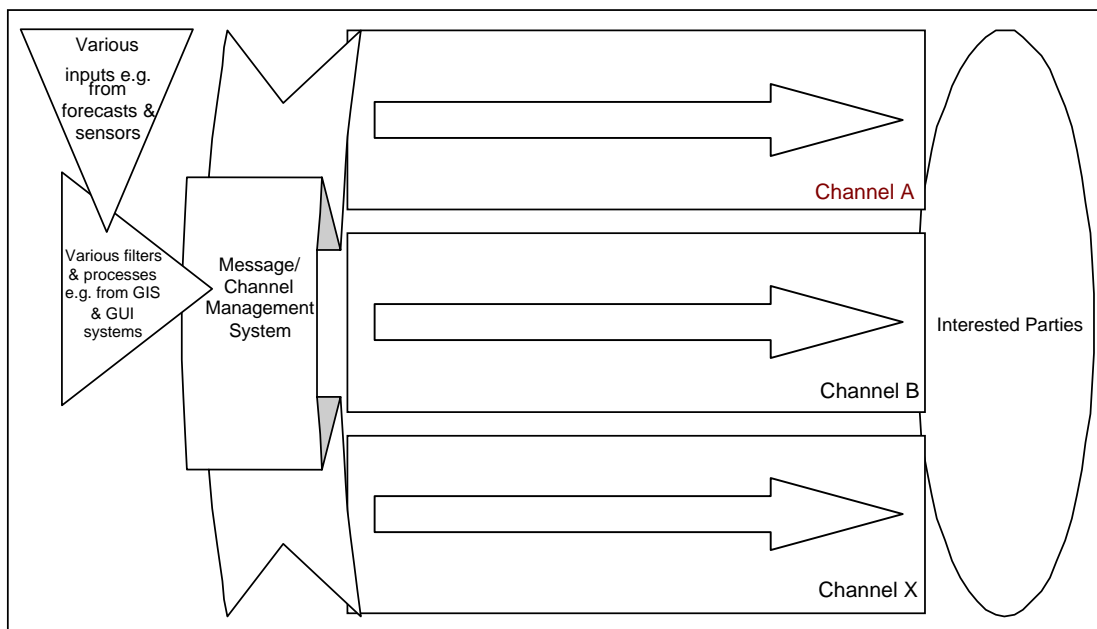 Various
inputs e.g.
from
forecasts &
sensors
Various filters
& processes
e.g. from GIS
& GUI
systems
Message/
Channel
Management
System
Channel A
Channel B
Channel X
Interested Parties